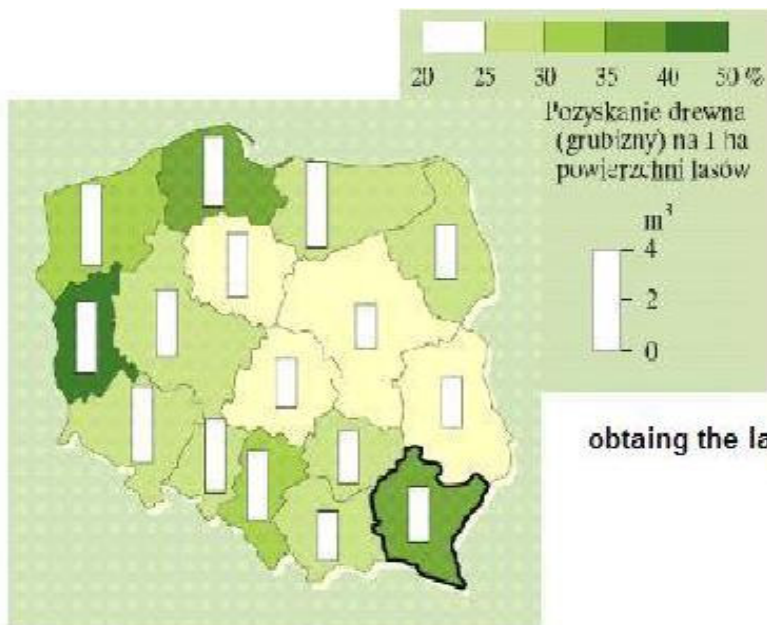 20 25 30 35 40 50 %
Pozyskanie drewna
(grubizny) na 1 ha
powierzchni lasów
m³
4
2
0
obtaing the la